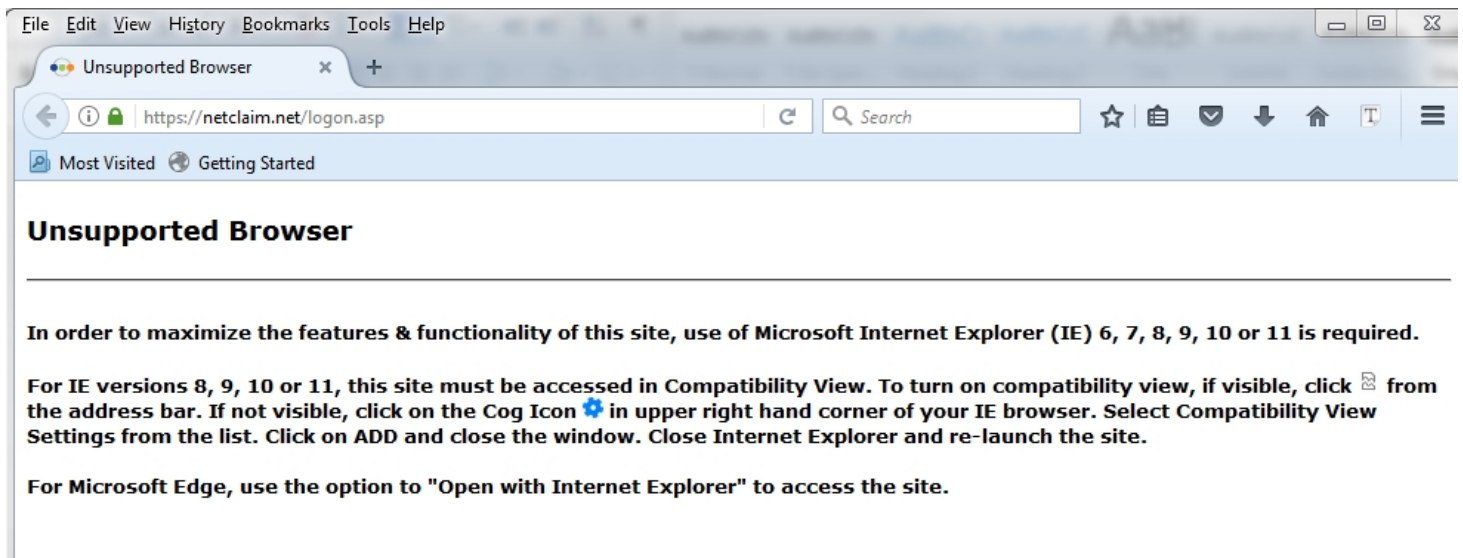 File Edit View History Bookmarks Tools Help
Unsupported Browser
https://netclaim.net/logon.asp
Search
T
Most Visited Getting Started
Unsupported Browser
In order to maximize the features & functionality of this site, use of Microsoft Internet Explorer (IE) 6, 7, 8, 9, 10 or 11 is required.
For IE versions 8, 9, 10 or 11, this site must be accessed in Compatibility View. To turn on compatibility view, if visible, click from
the address bar. If not visible, click on the Cog Icon in upper right hand corner of your IE browser. Select Compatibility View
Settings from the list. Click on ADD and close the window. Close Internet Explorer and re-launch the site.
For Microsoft Edge, use the option to "Open with Internet Explorer" to access the site.